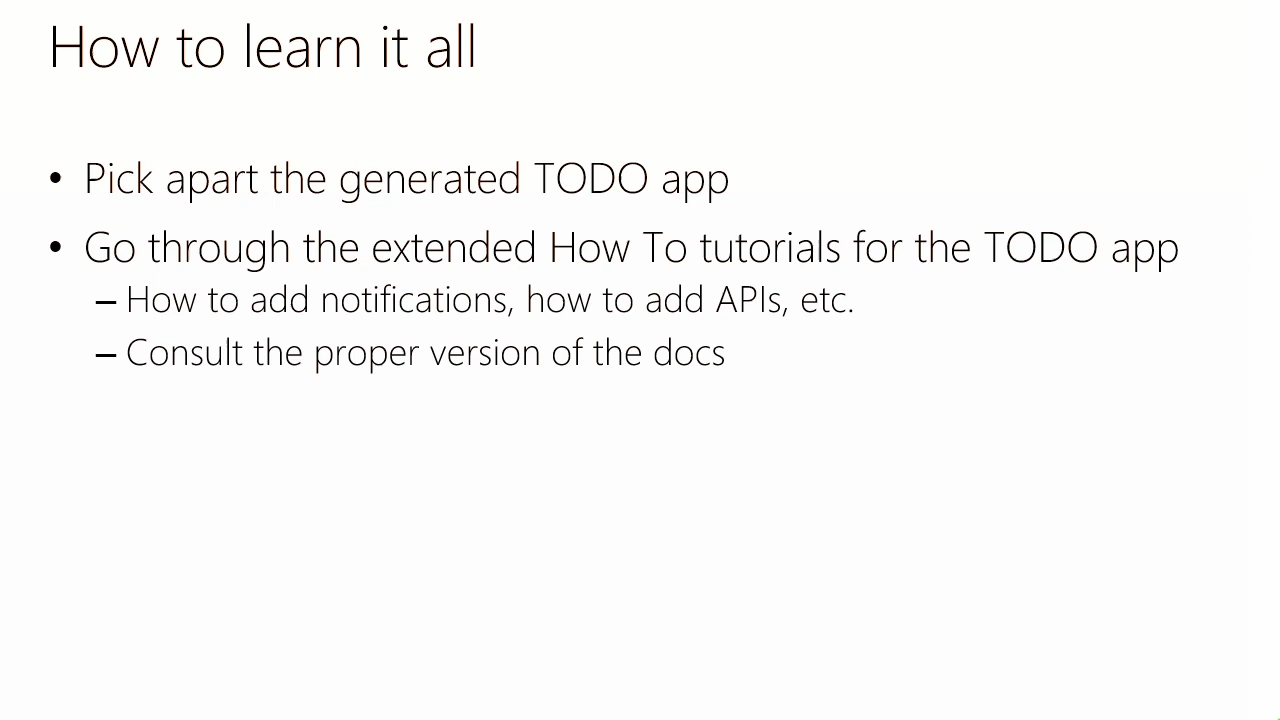 How to learn it all
• Pick apart the generated TODO app
• Go through the extended How To tutorials for the TODO app
– How to add notifications, how to add APIs, etc.
– Consult the proper version of the docs